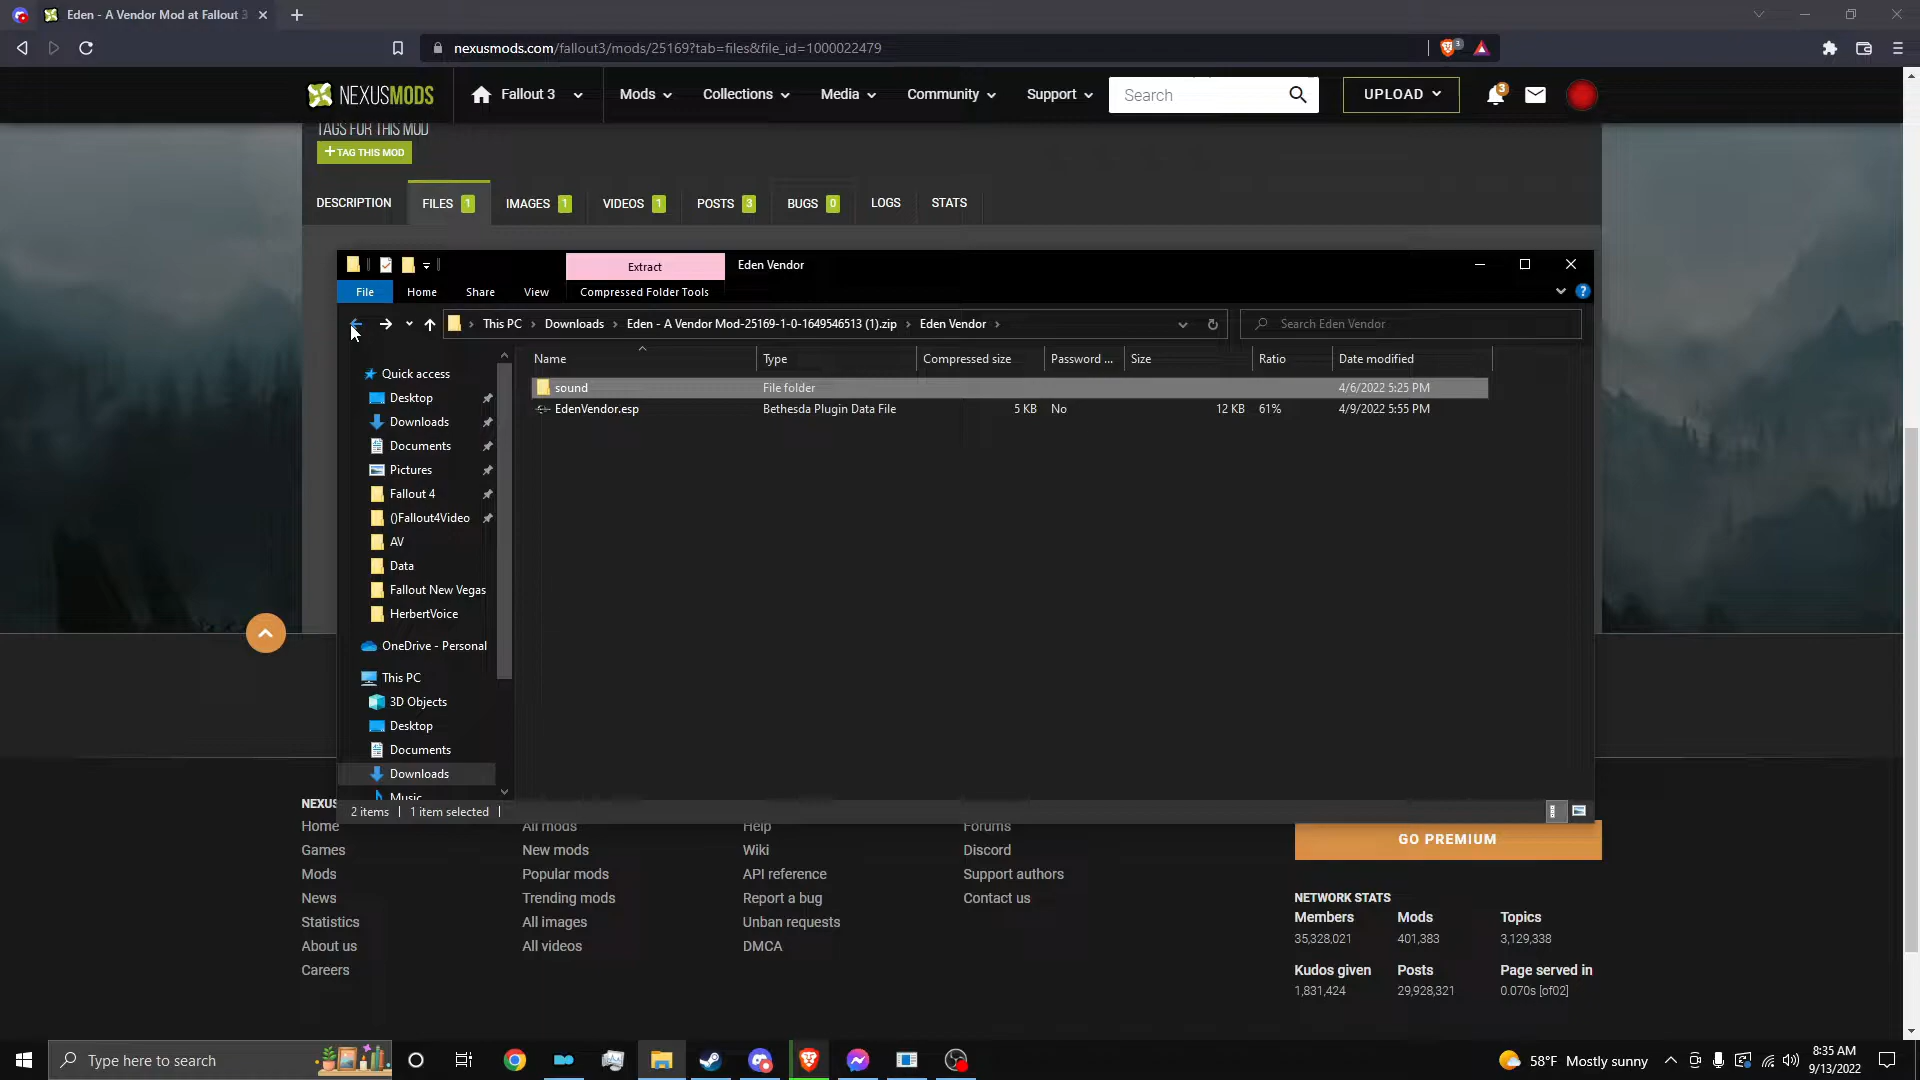 Eden - A Vendor Mod at Fallout 3
nexusmods.com/fallout3/mods/25169?tab=files&file_id=1000022479
3
NEXUSMODS
Fallout 3
Mods
Collections
Media
Community
Support
Search
UPLOAD
3
TAGS FOR THIS MOD
+ TAG THIS MOD
DESCRIPTION
FILES 1
IMAGES 1
VIDEOS 1
POSTS 3
BUGS 0
LOGS
STATS
Extract
Eden Vendor
File
Home
Share
View
Compressed Folder Tools
This PC
Downloads
Eden - A Vendor Mod-25169-1-0-1649546513 (1).zip
Eden Vendor
Search Eden Vendor
Name
Type
Compressed size
Password ...
Size
Ratio
Date modified
sound
File folder
4/6/2022 5:25 PM
EdenVendor.esp
Bethesda Plugin Data File
5 KB
No
12 KB
61%
4/9/2022 5:55 PM
Quick access
Desktop
Downloads
Documents
Pictures
Fallout 4
()Fallout4Video
AV
Data
Fallout New Vegas
HerbertVoice
OneDrive - Personal
This PC
3D Objects
Desktop
Documents
Downloads
Music
2 items
1 item selected
NEXUS
Home
Games
Mods
News
Statistics
About us
Careers
All mods
New mods
Popular mods
Trending mods
All images
All videos
Help
Wiki
API reference
Report a bug
Unban requests
DMCA
Forums
Discord
Support authors
Contact us
GO PREMIUM
NETWORK STATS
Members
35,328,021
Mods
401,383
Topics
3,129,338
Kudos given
1,831,424
Posts
29,928,321
Page served in
0.070s [of02]
Type here to search
58°F Mostly sunny
8:35 AM
9/13/2022